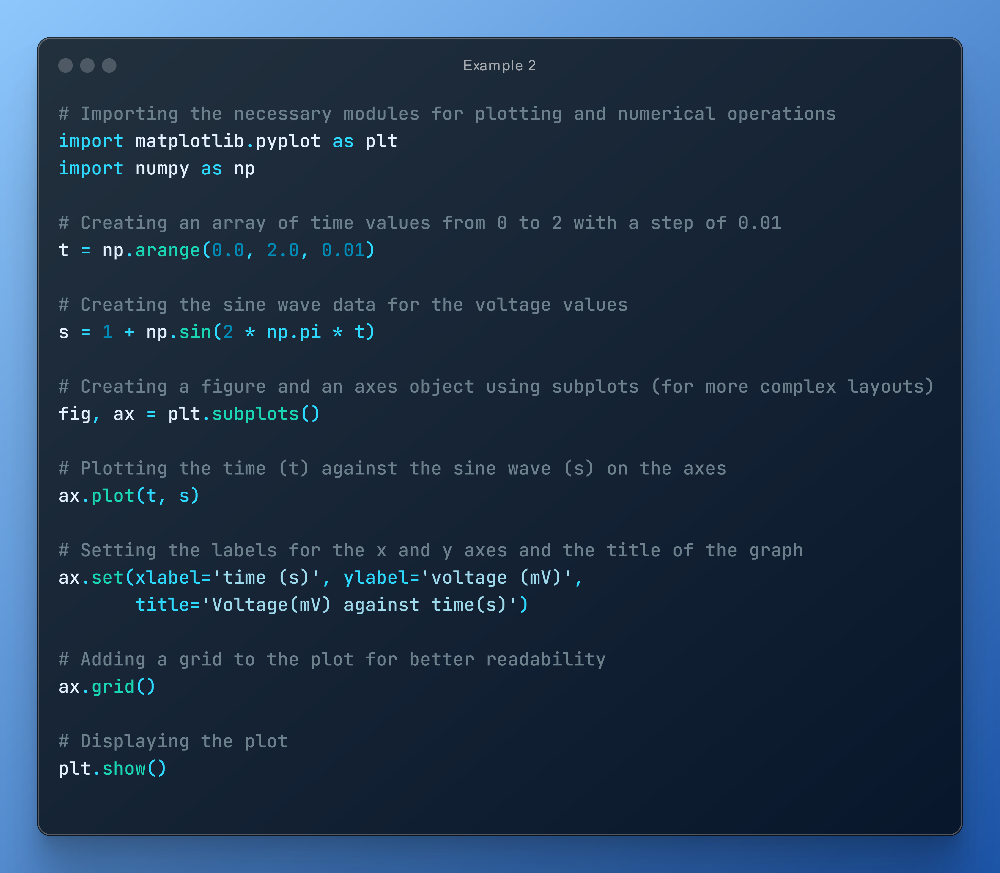 Example 2
# Importing the necessary modules for plotting and numerical operations
import matplotlib.pyplot as plt
import numpy as np
# Creating an array of time values from 0 to 2 with a step of 0.01
t = np.arange(0.0, 2.0, 0.01)
# Creating the sine wave data for the voltage values
s = 1 + np.sin(2 * np.pi * t)
# Creating a figure and an axes object using subplots (for more complex layouts)
fig, ax = plt.subplots()
# Plotting the time (t) against the sine wave (s) on the axes
ax.plot(t, s)
# Setting the labels for the x and y axes and the title of the graph
ax.set(xlabel='time (s)', ylabel='voltage (mV)',
       title='Voltage(mV) against time(s)')
# Adding a grid to the plot for better readability
ax.grid()
# Displaying the plot
plt.show()